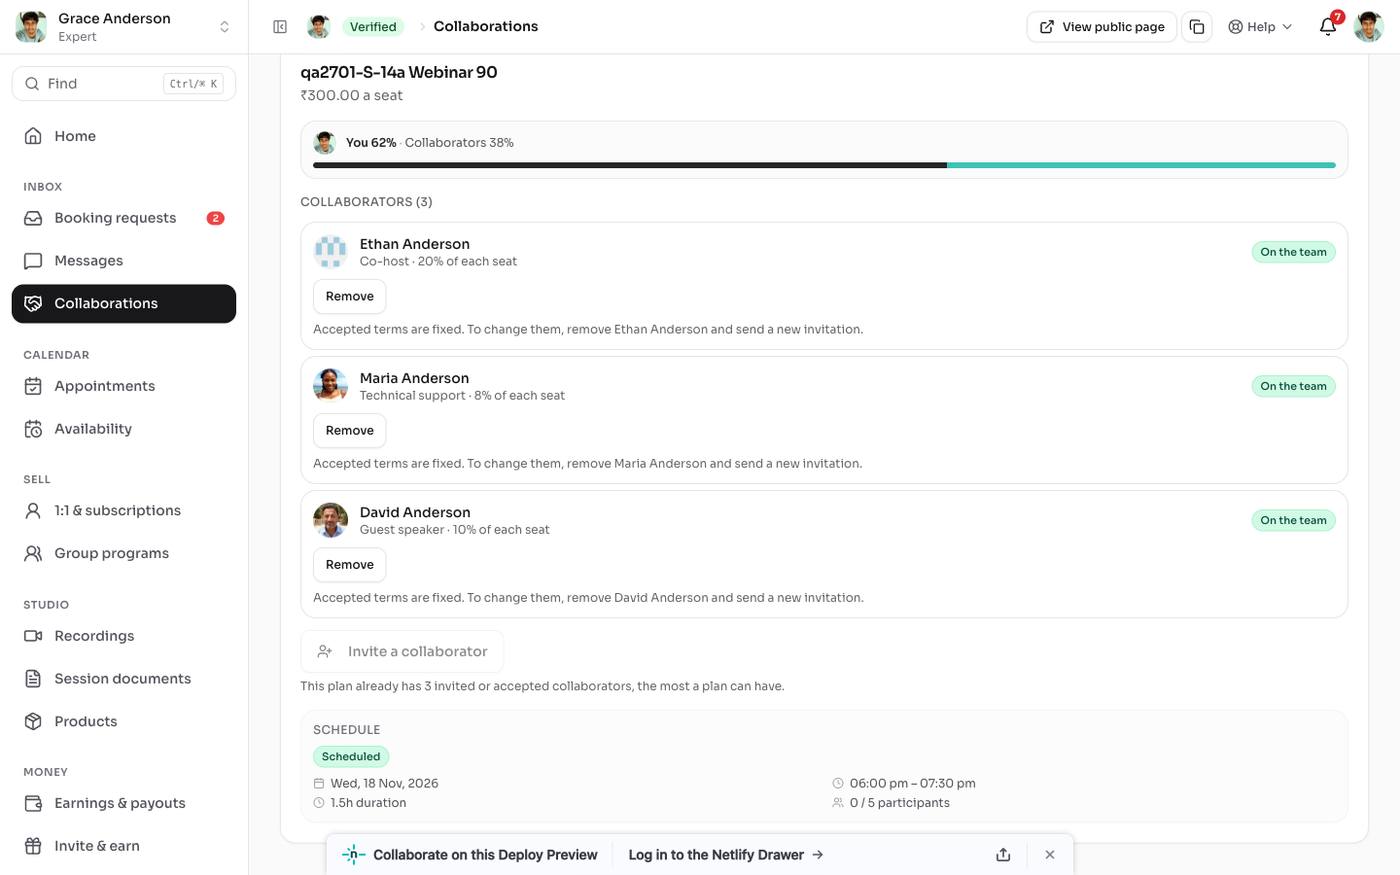 Grace Anderson
Expert
Verified
Collaborations
View public page
Help
7
Find
Ctrl/⌘ K
Home
INBOX
Booking requests
2
Messages
Collaborations
CALENDAR
Appointments
Availability
SELL
1:1 & subscriptions
Group programs
STUDIO
Recordings
Session documents
Products
MONEY
Earnings & payouts
Invite & earn
qa2701-S-14a Webinar 90
₹300.00 a seat
You 62% · Collaborators 38%
COLLABORATORS (3)
Ethan Anderson
Co-host · 20% of each seat
On the team
Remove
Accepted terms are fixed. To change them, remove Ethan Anderson and send a new invitation.
Maria Anderson
Technical support · 8% of each seat
On the team
Remove
Accepted terms are fixed. To change them, remove Maria Anderson and send a new invitation.
David Anderson
Guest speaker · 10% of each seat
On the team
Remove
Accepted terms are fixed. To change them, remove David Anderson and send a new invitation.
Invite a collaborator
This plan already has 3 invited or accepted collaborators, the most a plan can have.
SCHEDULE
Scheduled
Wed, 18 Nov, 2026
06:00 pm – 07:30 pm
1.5h duration
0 / 5 participants
Collaborate on this Deploy Preview
Log in to the Netlify Drawer →